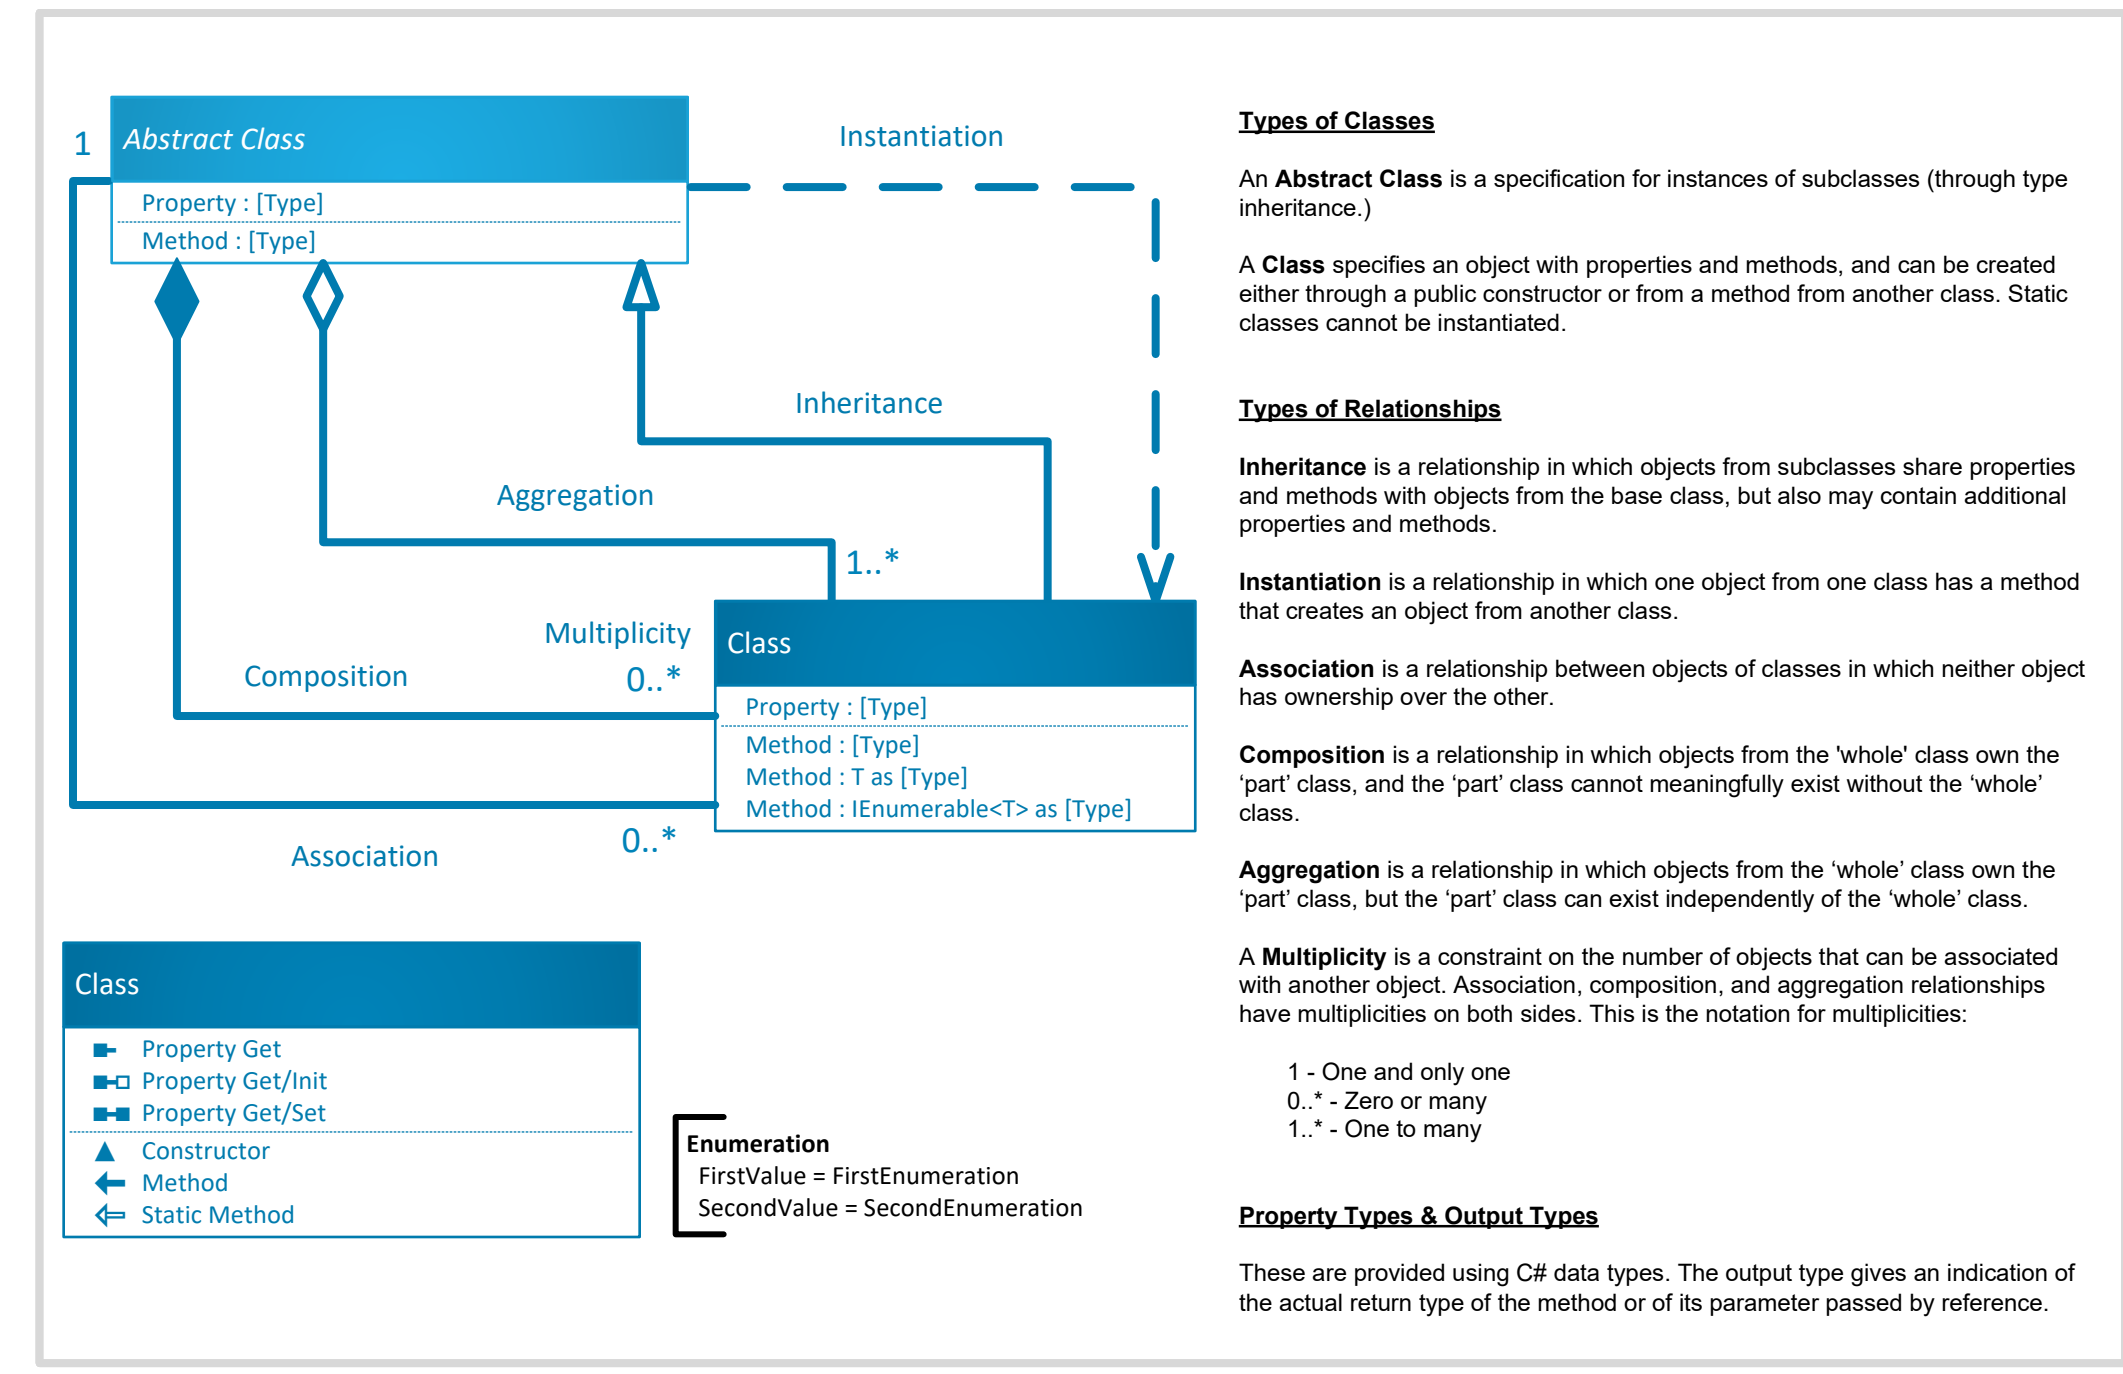 1
Abstract Class
Property : [Type]
Method : [Type]
Instantiation
Inheritance
Aggregation
1..*
Multiplicity
0..*
Composition
Class
Property : [Type]
Method : [Type]
Method : T as [Type]
Method : IEnumerable<T> as [Type]
0..*
Association
Class
Property Get
Property Get/Init
Property Get/Set
Constructor
Method
Static Method
Enumeration
FirstValue = FirstEnumeration
SecondValue = SecondEnumeration
Types of Classes
An Abstract Class is a specification for instances of subclasses (through type
inheritance.)
A Class specifies an object with properties and methods, and can be created
either through a public constructor or from a method from another class. Static
classes cannot be instantiated.
Types of Relationships
Inheritance is a relationship in which objects from subclasses share properties
and methods with objects from the base class, but also may contain additional
properties and methods.
Instantiation is a relationship in which one object from one class has a method
that creates an object from another class.
Association is a relationship between objects of classes in which neither object
has ownership over the other.
Composition is a relationship in which objects from the 'whole' class own the
‘part’ class, and the ‘part’ class cannot meaningfully exist without the ‘whole’
class.
Aggregation is a relationship in which objects from the ‘whole’ class own the
‘part’ class, but the ‘part’ class can exist independently of the ‘whole’ class.
A Multiplicity is a constraint on the number of objects that can be associated
with another object. Association, composition, and aggregation relationships
have multiplicities on both sides. This is the notation for multiplicities:
1 - One and only one
0..* - Zero or many
1..* - One to many
Property Types & Output Types
These are provided using C# data types. The output type gives an indication of
the actual return type of the method or of its parameter passed by reference.